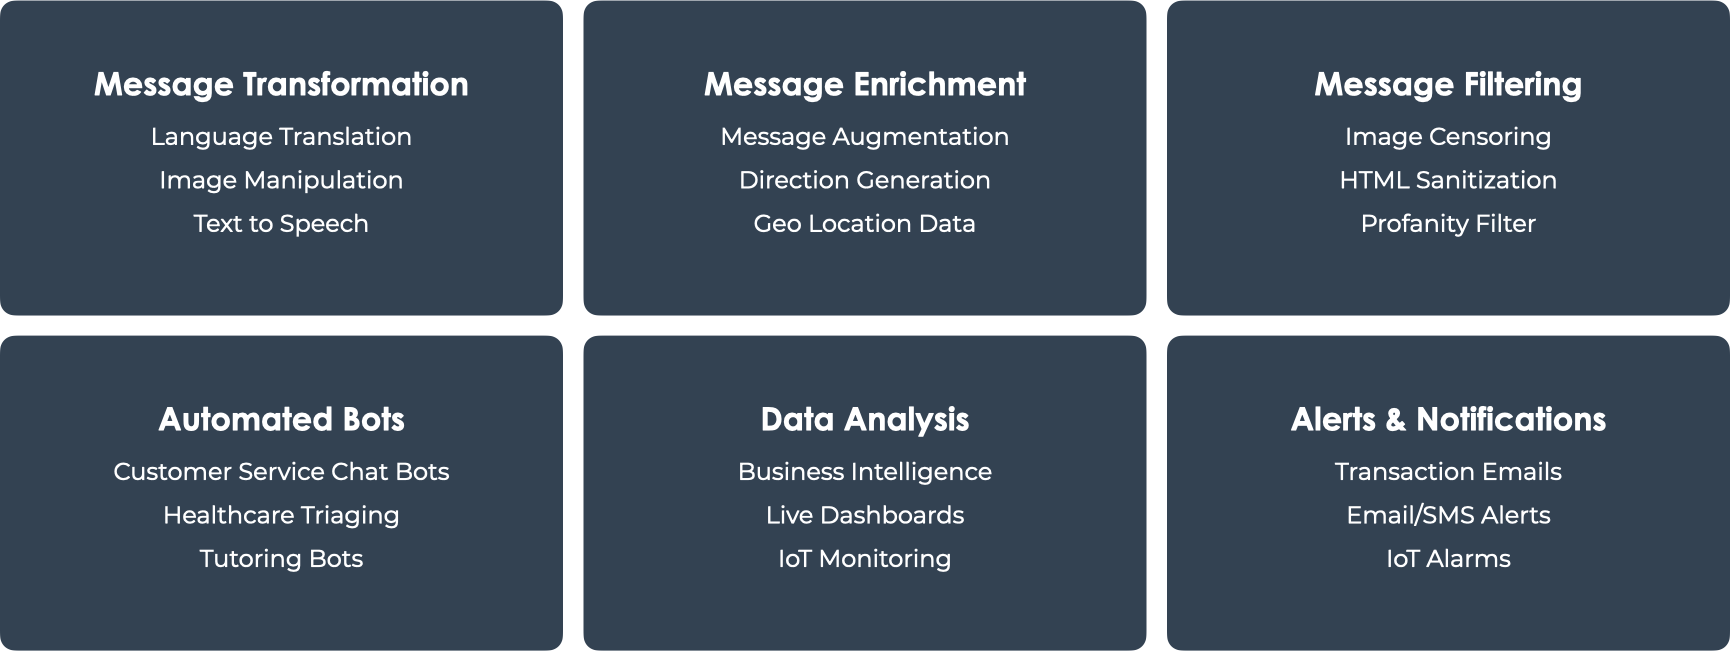 Message Transformation
Language Translation
Image Manipulation
Text to Speech
Message Enrichment
Message Augmentation
Direction Generation
Geo Location Data
Message Filtering
Image Censoring
HTML Sanitization
Profanity Filter
Automated Bots
Customer Service Chat Bots
Healthcare Triaging
Tutoring Bots
Data Analysis
Business Intelligence
Live Dashboards
IoT Monitoring
Alerts & Notifications
Transaction Emails
Email/SMS Alerts
IoT Alarms